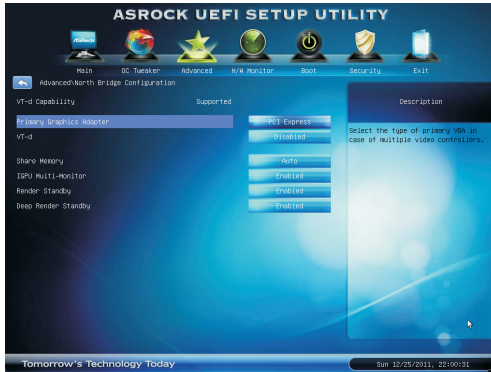 ASROCK UEFI SETUP UTILITY
ASRock
Main OC Tweaker Advanced H/W Monitor Boot Security Exit
Advanced\North Bridge Configuration
VT-d Capability Supported
Primary Graphics Adapter PCI Express
VT-d Disabled
Share Memory Auto
IGPU Multi-Monitor Enabled
Render Standby Enabled
Deep Render Standby Enabled
Description
Select the type of primary VGA in
case of multiple video controllers.
Tomorrow's Technology Today
Sun 12/25/2011, 22:00:31